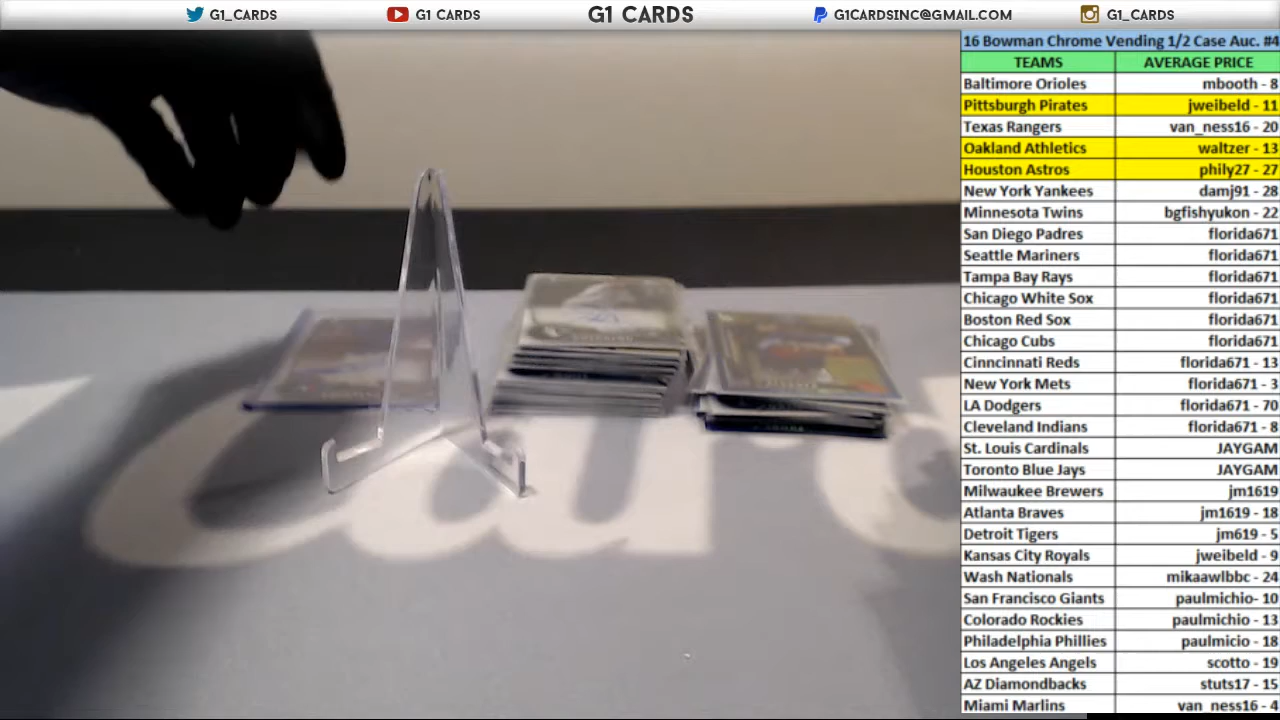 G1_CARDS G1 CARDS G1 CARDS G1CARDSINC@GMAIL.COM G1_CARDS
16 Bowman Chrome Vending 1/2 Case Auc. #4
TEAMS AVERAGE PRICE
Baltimore Orioles mbooth - 8
Pittsburgh Pirates jweibeld - 11
Texas Rangers van_ness16 - 20
Oakland Athletics waltzer - 13
Houston Astros phily27 - 27
New York Yankees damj91 - 28
Minnesota Twins bgfishyukon - 22
San Diego Padres florida671
Seattle Mariners florida671
Tampa Bay Rays florida671
Chicago White Sox florida671
Boston Red Sox florida671
Chicago Cubs florida671
Cinncinnati Reds florida671 - 13
New York Mets florida671 - 3
LA Dodgers florida671 - 70
Cleveland Indians florida671 - 8
St. Louis Cardinals JAYGAM
Toronto Blue Jays JAYGAM
Milwaukee Brewers jm1619
Atlanta Braves jm1619 - 18
Detroit Tigers jm619 - 5
Kansas City Royals jweibeld - 9
Wash Nationals mikaawlbbc - 24
San Francisco Giants paulmichio- 10
Colorado Rockies paulmichio - 13
Philadelphia Phillies paulmicio - 18
Los Angeles Angels scotto - 19
AZ Diamondbacks stuts17 - 15
Miami Marlins van_ness16 - 4